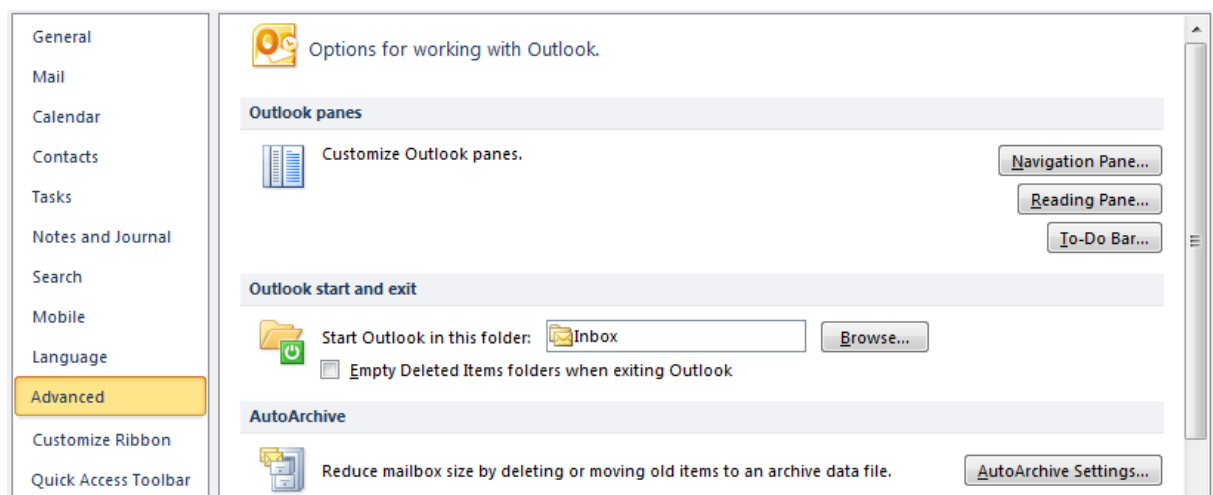 General
Mail
Calendar
Contacts
Tasks
Notes and Journal
Search
Mobile
Language
Advanced
Customize Ribbon
Quick Access Toolbar
Options for working with Outlook.
Outlook panes
Customize Outlook panes.
Navigation Pane...
Reading Pane...
To-Do Bar...
Outlook start and exit
Start Outlook in this folder: Inbox Browse...
Empty Deleted Items folders when exiting Outlook
AutoArchive
Reduce mailbox size by deleting or moving old items to an archive data file. AutoArchive Settings...